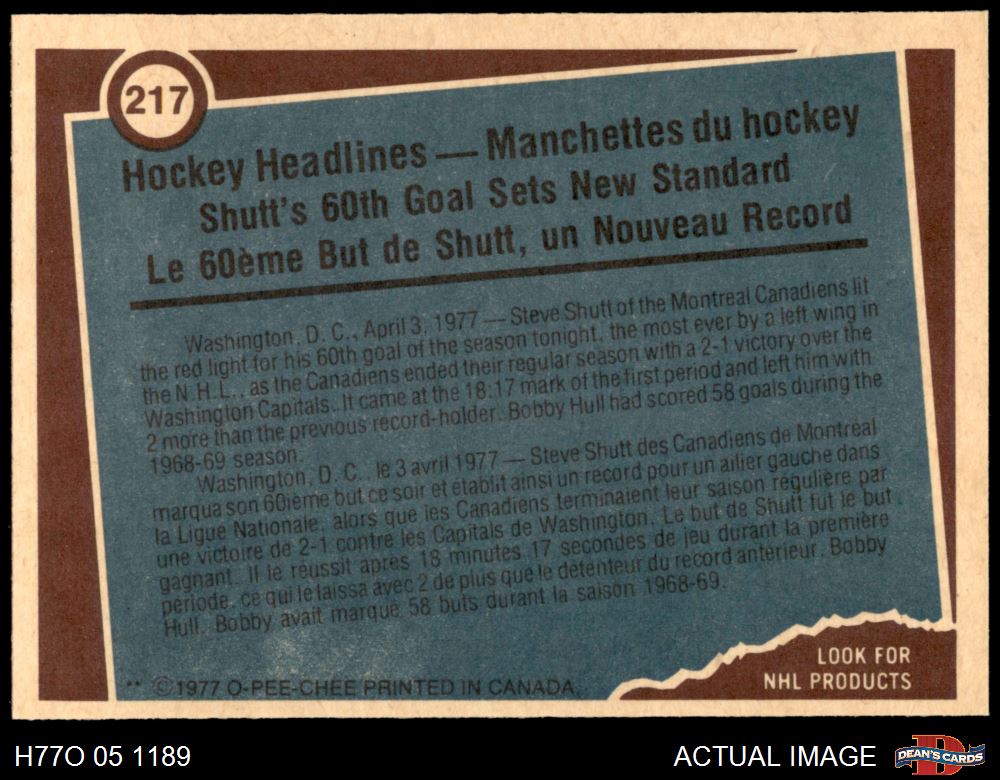 217
Hockey Headlines — Manchettes du hockey
Shutt's 60th Goal Sets New Standard
Le 60ème But de Shutt, un Nouveau Record
Washington, D. C., April 3, 1977 — Steve Shutt of the Montreal Canadiens lit
the red light for his 60th goal of the season tonight, the most ever by a left wing in
the N.H.L., as the Canadiens ended their regular season with a 2-1 victory over the
Washington Capitals. It came at the 18:17 mark of the first period and left him with
2 more than the previous record-holder. Bobby Hull had scored 58 goals during the
1968-69 season.
Washington, D. C., le 3 avril 1977 — Steve Shutt des Canadiens de Montréal
marqua son 60ième but ce soir et établit ainsi un record pour un ailier gauche dans
la Ligue Nationale, alors que les Canadiens terminaient leur saison régulière par
une victoire de 2-1 contre les Capitals de Washington. Le but de Shutt fut le but
gagnant. Il le réussit après 18 minutes 17 secondes de jeu durant la première
période, ce qui le laissa avec 2 de plus que le détenteur du record antérieur, Bobby
Hull. Bobby avait marqué 58 buts durant la saison 1968-69.
** ©1977 O-PEE-CHEE PRINTED IN CANADA
LOOK FOR
NHL PRODUCTS
H77O 05 1189
ACTUAL IMAGE
DEAN'S CARDS